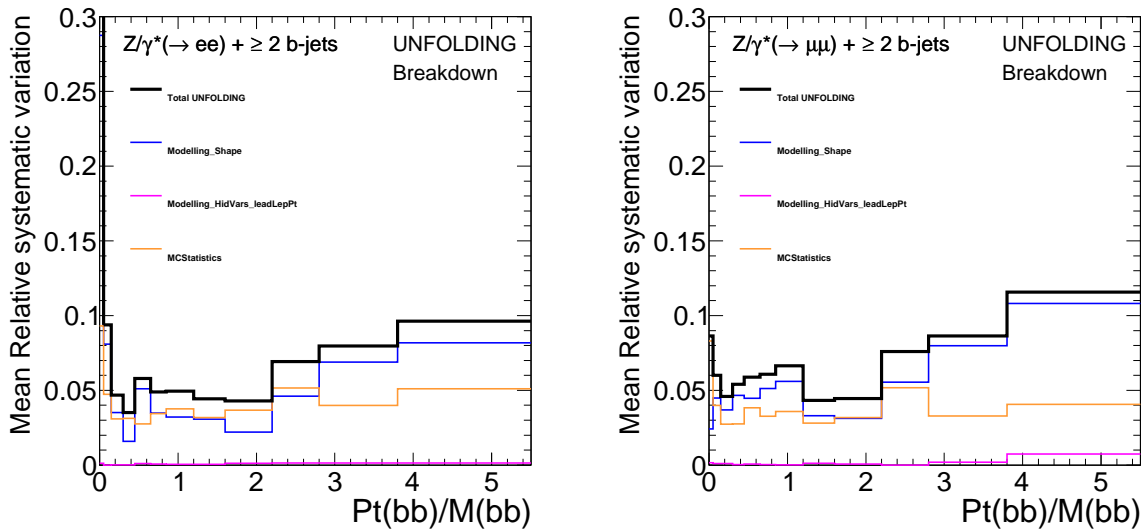 Z/γ*(→ ee) + ≥ 2 b-jets
UNFOLDING
Breakdown
Total UNFOLDING
Modelling_Shape
Modelling_HidVars_leadLepPt
MCStatistics
Mean Relative systematic variation
0.3
0.25
0.2
0.15
0.1
0.05
0
0 1 2 3 4 5
Pt(bb)/M(bb)
Z/γ*(→ μμ) + ≥ 2 b-jets
UNFOLDING
Breakdown
Total UNFOLDING
Modelling_Shape
Modelling_HidVars_leadLepPt
MCStatistics
Mean Relative systematic variation
0.3
0.25
0.2
0.15
0.1
0.05
0
0 1 2 3 4 5
Pt(bb)/M(bb)